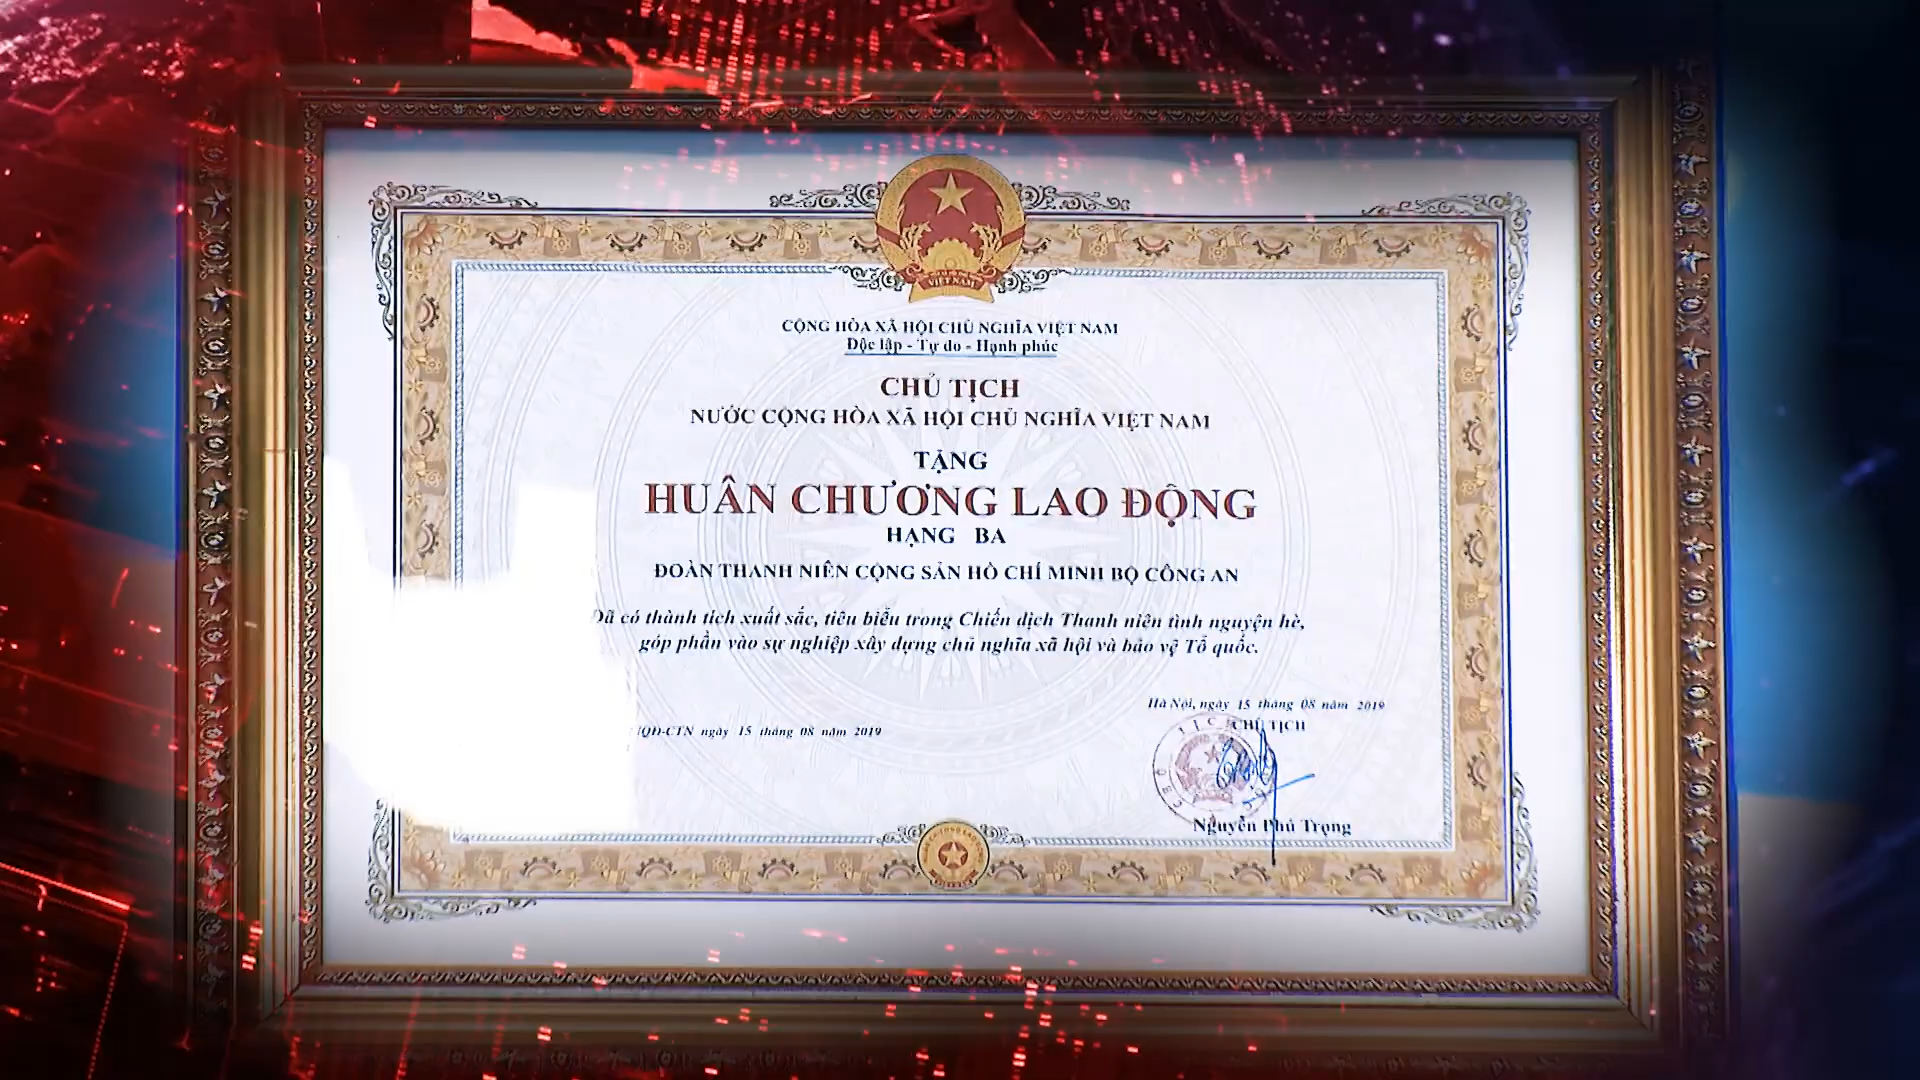 VIỆT NAM
CỘNG HÒA XÃ HỘI CHỦ NGHĨA VIỆT NAM
Độc lập - Tự do - Hạnh phúc
CHỦ TỊCH
NƯỚC CỘNG HÒA XÃ HỘI CHỦ NGHĨA VIỆT NAM
TẶNG
HUÂN CHƯƠNG LAO ĐỘNG
HẠNG BA
ĐOÀN THANH NIÊN CỘNG SẢN HỒ CHÍ MINH BỘ CÔNG AN
Đã có thành tích xuất sắc, tiêu biểu trong Chiến dịch Thanh niên tình nguyện hè,
góp phần vào sự nghiệp xây dựng chủ nghĩa xã hội và bảo vệ Tổ quốc.
Hà Nội, ngày 15 tháng 08 năm 2019
CHỦ TỊCH
/QĐ-CTN ngày 15 tháng 08 năm 2019
Nguyễn Phú Trọng